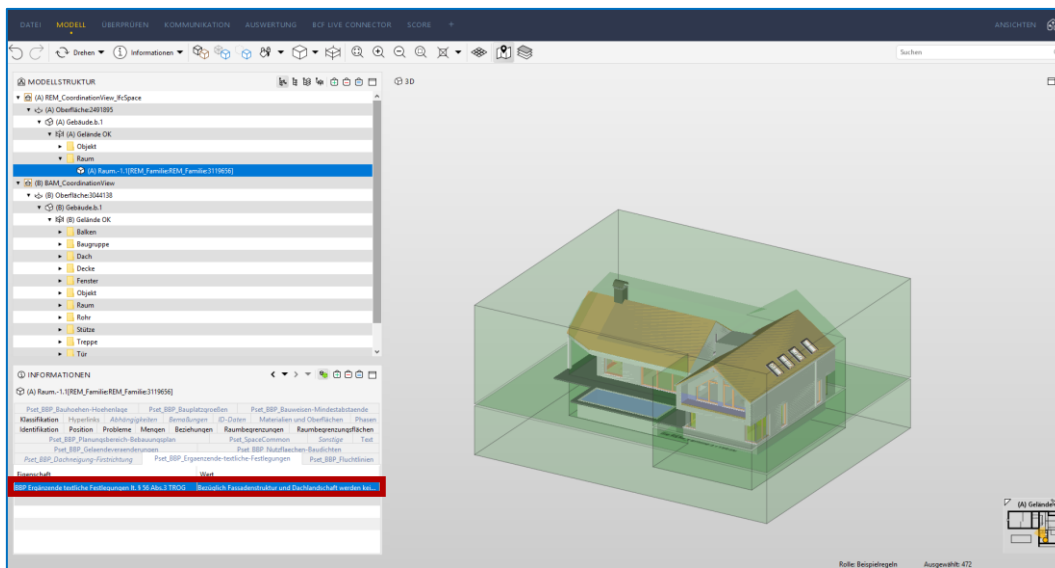 DATEI MODELL ÜBERPRÜFEN KOMMUNIKATION AUSWERTUNG BCF LIVE CONNECTOR SCORE + ANSICHTEN
Drehen Informationen Suchen
MODELLSTRUKTUR
3D
(A) REM_CoordinationView_IfcSpace
(A) Oberfläche:2491895
(A) Gebäude.b.1
(A) Gelände OK
Objekt
Raum
(A) Raum.-1.1[REM_Familie:REM_Familie:3119656]
(B) BAM_CoordinationView
(B) Oberfläche:3044138
(B) Gebäude.b.1
(B) Gelände OK
Balken
Baugruppe
Dach
Decke
Fenster
Objekt
Raum
Rohr
Stütze
Treppe
Tür
INFORMATIONEN
(A) Raum.-1.1[REM_Familie:REM_Familie:3119656]
Pset_BBP_Bauhoehen-Hoehenlage Pset_BBP_Bauplatzgroeßen Pset_BBP_Bauweisen-Mindestabstaende
Klassifikation Hyperlinks Abhängigkeiten Bemaßungen ID-Daten Materialien und Oberflächen Phasen
Identifikation Position Probleme Mengen Beziehungen Raumbegrenzungen Raumbegrenzungsflächen
Pset_BBP_Planungsbereich-Bebauungsplan Pset_SpaceCommon Sonstige Text
Pset_BBP_Gelaendeveraenderungen Pset_BBP_Nutzflaechen-Baudichten
Pset_BBP_Dachneigung-Firstrichtung Pset_BBP_Ergaenzende-textliche-Festlegungen Pset_BBP_Fluchtlinien
Eigenschaft Wert
BBP Ergänzende textliche Festlegungen lt. § 56 Abs.3 TROG Bezüglich Fassadenstruktur und Dachlandschaft werden kei...
(A) Gelände
Rolle: Beispielregeln Ausgewählt: 472